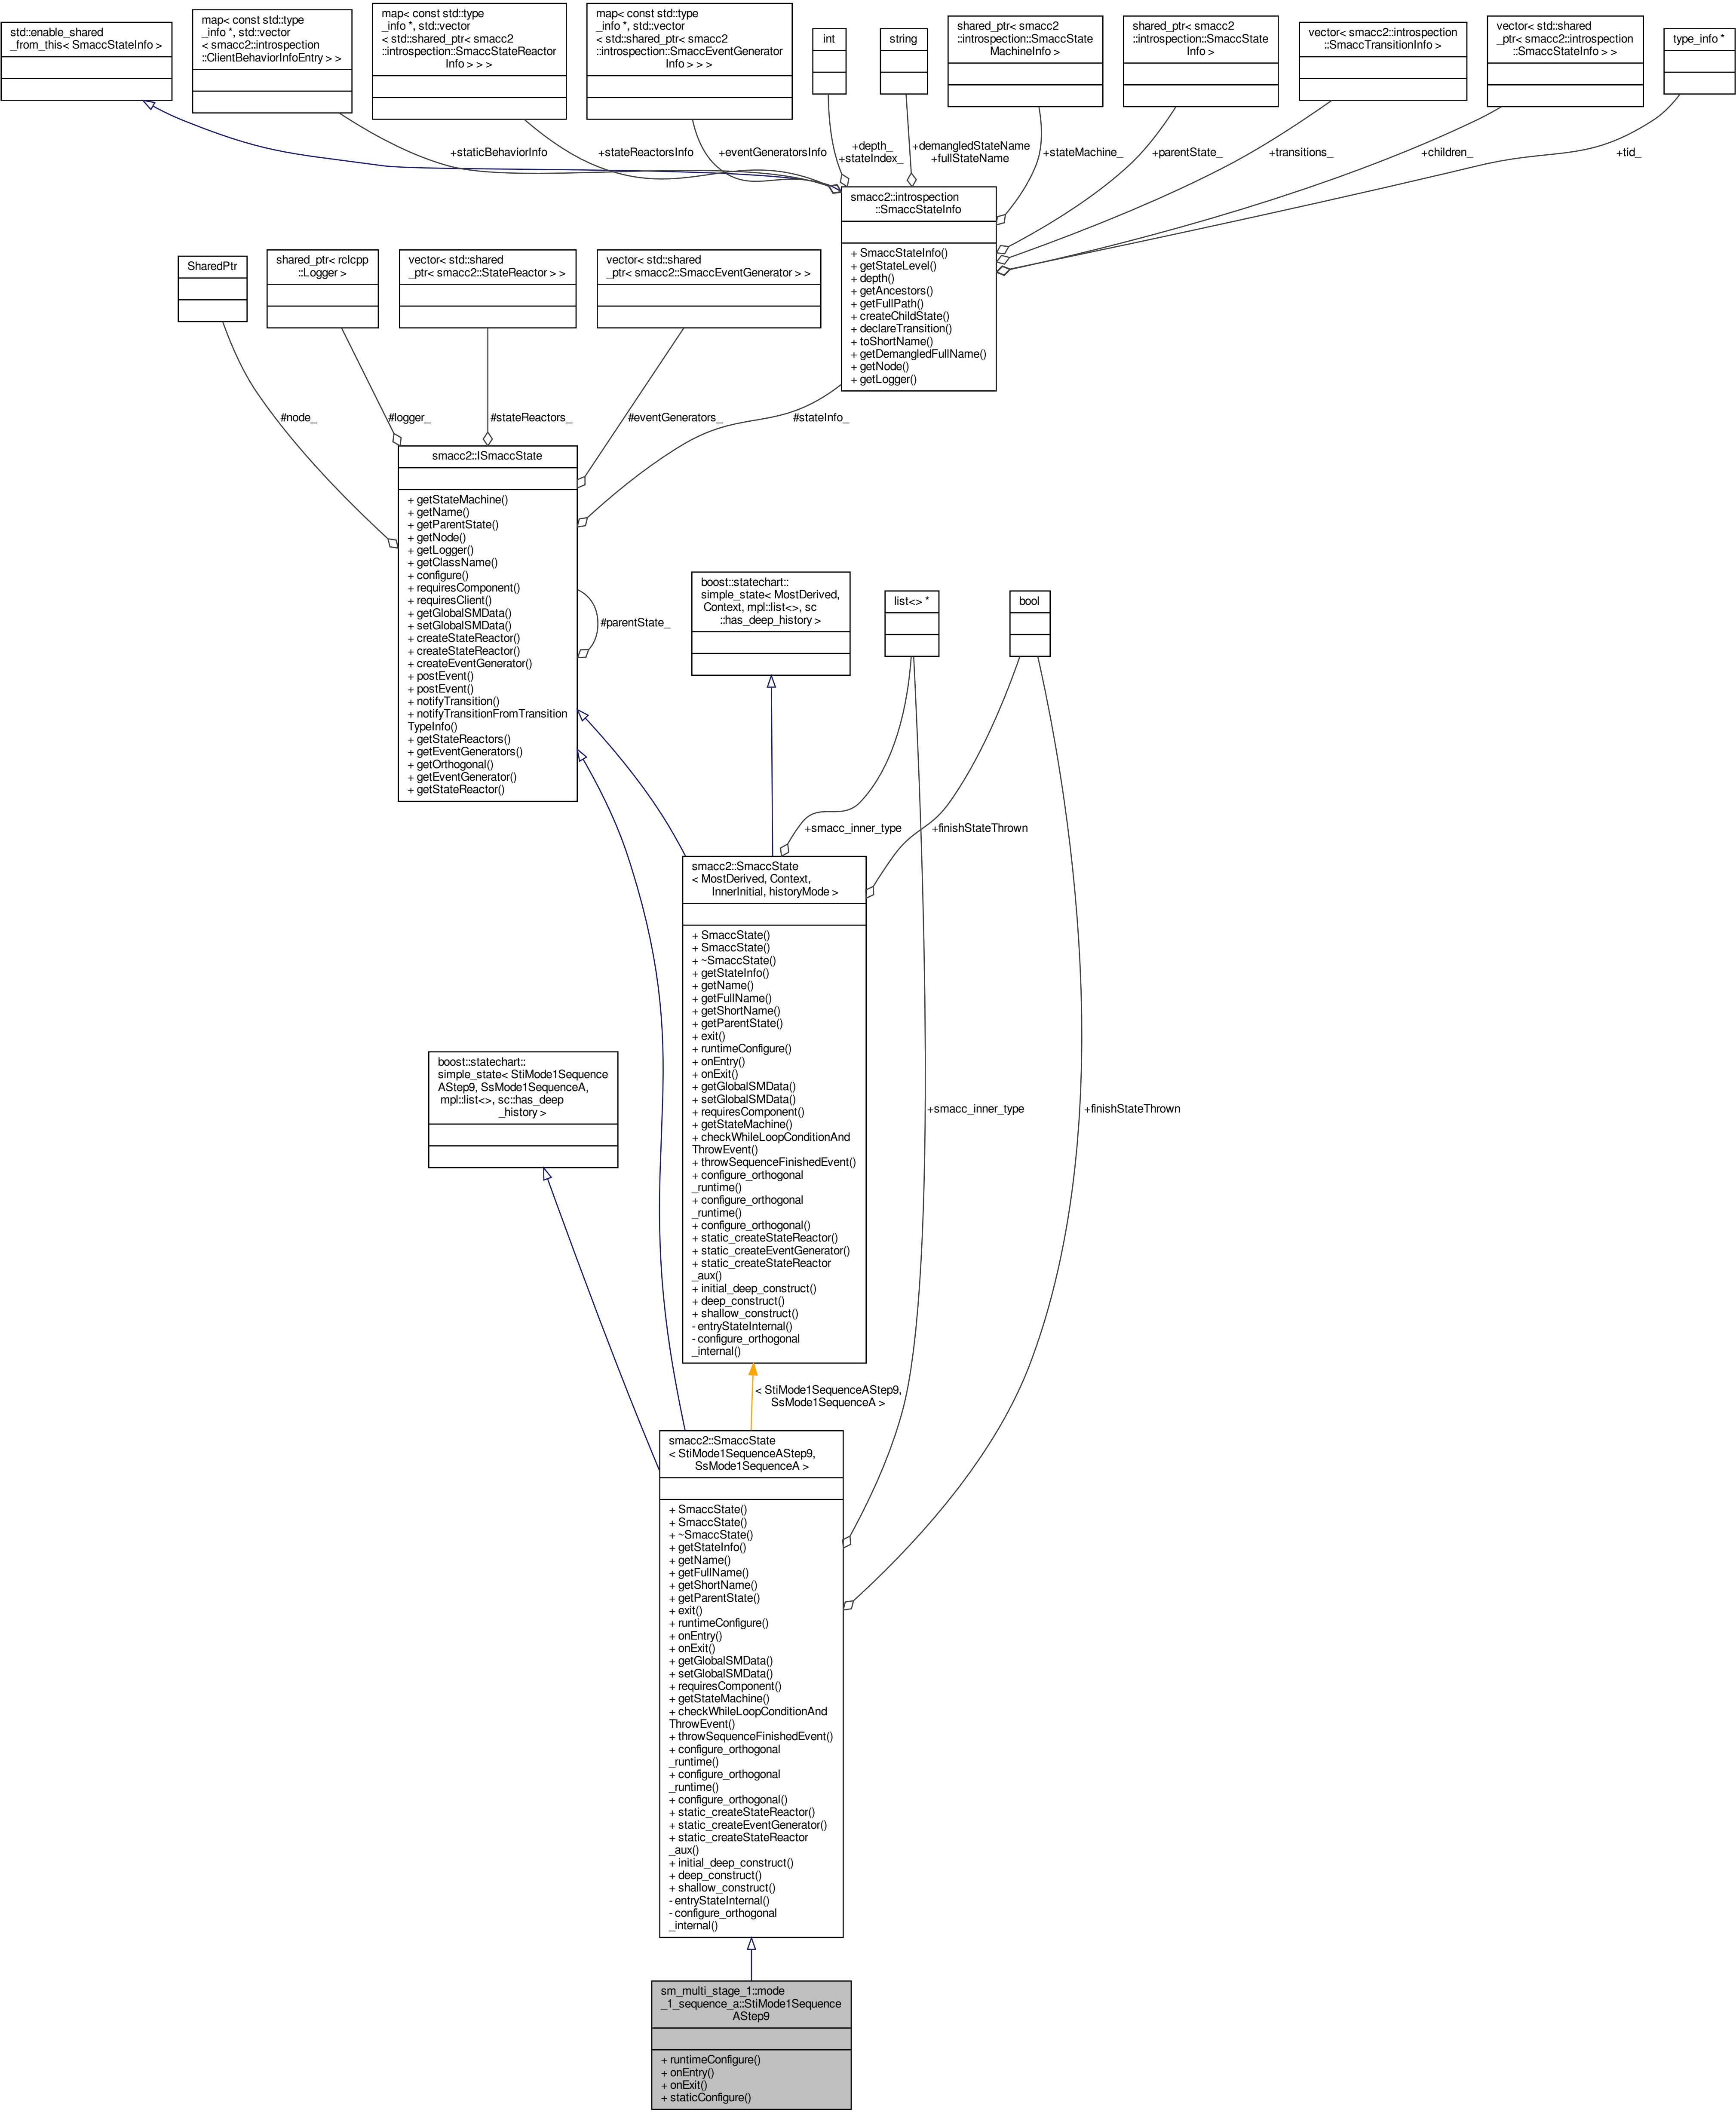 std::enable_shared
_from_this< SmaccStateInfo >
map< const std::type
_info *, std::vector
< smacc2::introspection
::ClientBehaviorInfoEntry > >
map< const std::type
_info *, std::vector
< std::shared_ptr< smacc2
::introspection::SmaccStateReactor
Info > > >
map< const std::type
_info *, std::vector
< std::shared_ptr< smacc2
::introspection::SmaccEventGenerator
Info > > >
int
string
shared_ptr< smacc2
::introspection::SmaccState
MachineInfo >
shared_ptr< smacc2
::introspection::SmaccState
Info >
vector< smacc2::introspection
::SmaccTransitionInfo >
vector< std::shared
_ptr< smacc2::introspection
::SmaccStateInfo > >
type_info *
+staticBehaviorInfo
+stateReactorsInfo
+eventGeneratorsInfo
+depth_
+stateIndex_
+demangledStateName
+fullStateName
+stateMachine_
+parentState_
+transitions_
+children_
+tid_
smacc2::introspection
::SmaccStateInfo
+ SmaccStateInfo()
+ getStateLevel()
+ depth()
+ getAncestors()
+ getFullPath()
+ createChildState()
+ declareTransition()
+ toShortName()
+ getDemangledFullName()
+ getNode()
+ getLogger()
SharedPtr
shared_ptr< rclcpp
::Logger >
vector< std::shared
_ptr< smacc2::StateReactor > >
vector< std::shared
_ptr< smacc2::SmaccEventGenerator > >
#node_
#logger_
#stateReactors_
#eventGenerators_
#stateInfo_
smacc2::ISmaccState
+ getStateMachine()
+ getName()
+ getParentState()
+ getNode()
+ getLogger()
+ getClassName()
+ configure()
+ requiresComponent()
+ requiresClient()
+ getGlobalSMData()
+ setGlobalSMData()
+ createStateReactor()
+ createStateReactor()
+ createEventGenerator()
+ postEvent()
+ postEvent()
+ notifyTransition()
+ notifyTransitionFromTransition
TypeInfo()
+ getStateReactors()
+ getEventGenerators()
+ getOrthogonal()
+ getEventGenerator()
+ getStateReactor()
#parentState_
boost::statechart::
simple_state< MostDerived,
Context, mpl::list<>, sc
::has_deep_history >
list<> *
bool
+smacc_inner_type
+finishStateThrown
smacc2::SmaccState
< MostDerived, Context,
InnerInitial, historyMode >
+ SmaccState()
+ SmaccState()
+ ~SmaccState()
+ getStateInfo()
+ getName()
+ getFullName()
+ getShortName()
+ getParentState()
+ exit()
+ runtimeConfigure()
+ onEntry()
+ onExit()
+ getGlobalSMData()
+ setGlobalSMData()
+ requiresComponent()
+ getStateMachine()
+ checkWhileLoopConditionAnd
ThrowEvent()
+ throwSequenceFinishedEvent()
+ configure_orthogonal
_runtime()
+ configure_orthogonal
_runtime()
+ configure_orthogonal()
+ static_createStateReactor()
+ static_createEventGenerator()
+ static_createStateReactor
_aux()
+ initial_deep_construct()
+ deep_construct()
+ shallow_construct()
- entryStateInternal()
- configure_orthogonal
_internal()
boost::statechart::
simple_state< StiMode1Sequence
AStep9, SsMode1SequenceA,
mpl::list<>, sc::has_deep
_history >
+smacc_inner_type
+finishStateThrown
< StiMode1SequenceAStep9,
SsMode1SequenceA >
smacc2::SmaccState
< StiMode1SequenceAStep9,
SsMode1SequenceA >
+ SmaccState()
+ SmaccState()
+ ~SmaccState()
+ getStateInfo()
+ getName()
+ getFullName()
+ getShortName()
+ getParentState()
+ exit()
+ runtimeConfigure()
+ onEntry()
+ onExit()
+ getGlobalSMData()
+ setGlobalSMData()
+ requiresComponent()
+ getStateMachine()
+ checkWhileLoopConditionAnd
ThrowEvent()
+ throwSequenceFinishedEvent()
+ configure_orthogonal
_runtime()
+ configure_orthogonal
_runtime()
+ configure_orthogonal()
+ static_createStateReactor()
+ static_createEventGenerator()
+ static_createStateReactor
_aux()
+ initial_deep_construct()
+ deep_construct()
+ shallow_construct()
- entryStateInternal()
- configure_orthogonal
_internal()
sm_multi_stage_1::mode
_1_sequence_a::StiMode1Sequence
AStep9
+ runtimeConfigure()
+ onEntry()
+ onExit()
+ staticConfigure()